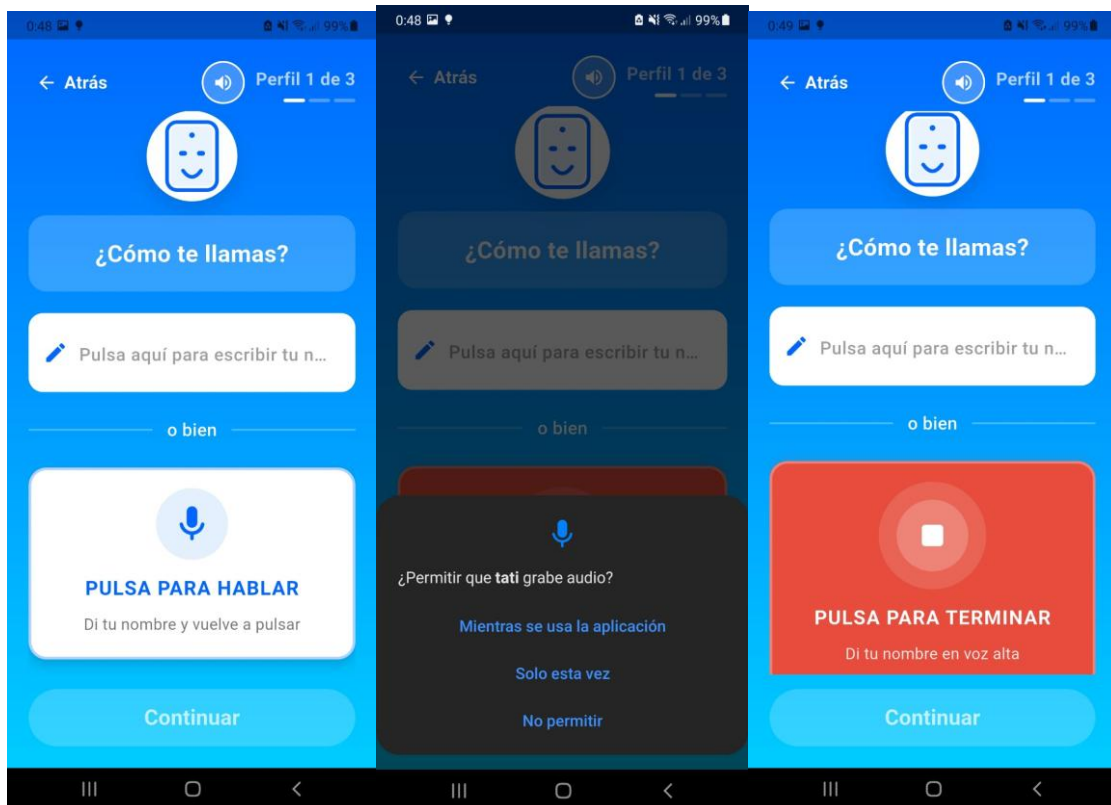 0:48
99%
Atrás
Perfil 1 de 3
¿Cómo te llamas?
Pulsa aquí para escribir tu n...
o bien
PULSA PARA HABLAR
Di tu nombre y vuelve a pulsar
Continuar
0:48
99%
Atrás
Perfil 1 de 3
¿Cómo te llamas?
Pulsa aquí para escribir tu n...
o bien
¿Permitir que tati grabe audio?
Mientras se usa la aplicación
Solo esta vez
No permitir
0:49
99%
Atrás
Perfil 1 de 3
¿Cómo te llamas?
Pulsa aquí para escribir tu n...
o bien
PULSA PARA TERMINAR
Di tu nombre en voz alta
Continuar